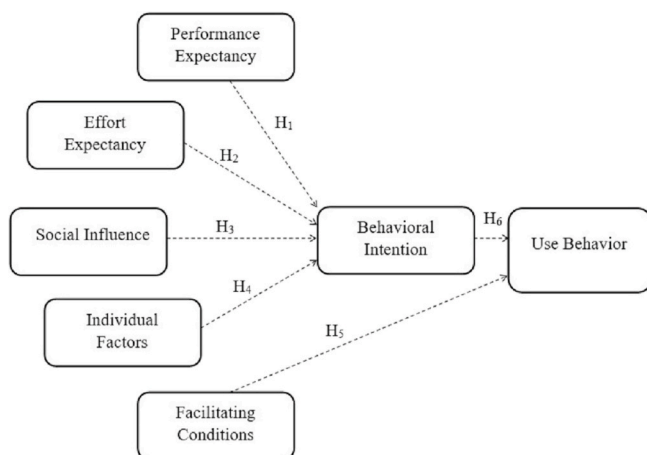 Performance
Expectancy
H₁
Effort
Expectancy
H₂
Social Influence
H₃
Behavioral
Intention
H₆
Use Behavior
H₄
Individual
Factors
H₅
Facilitating
Conditions